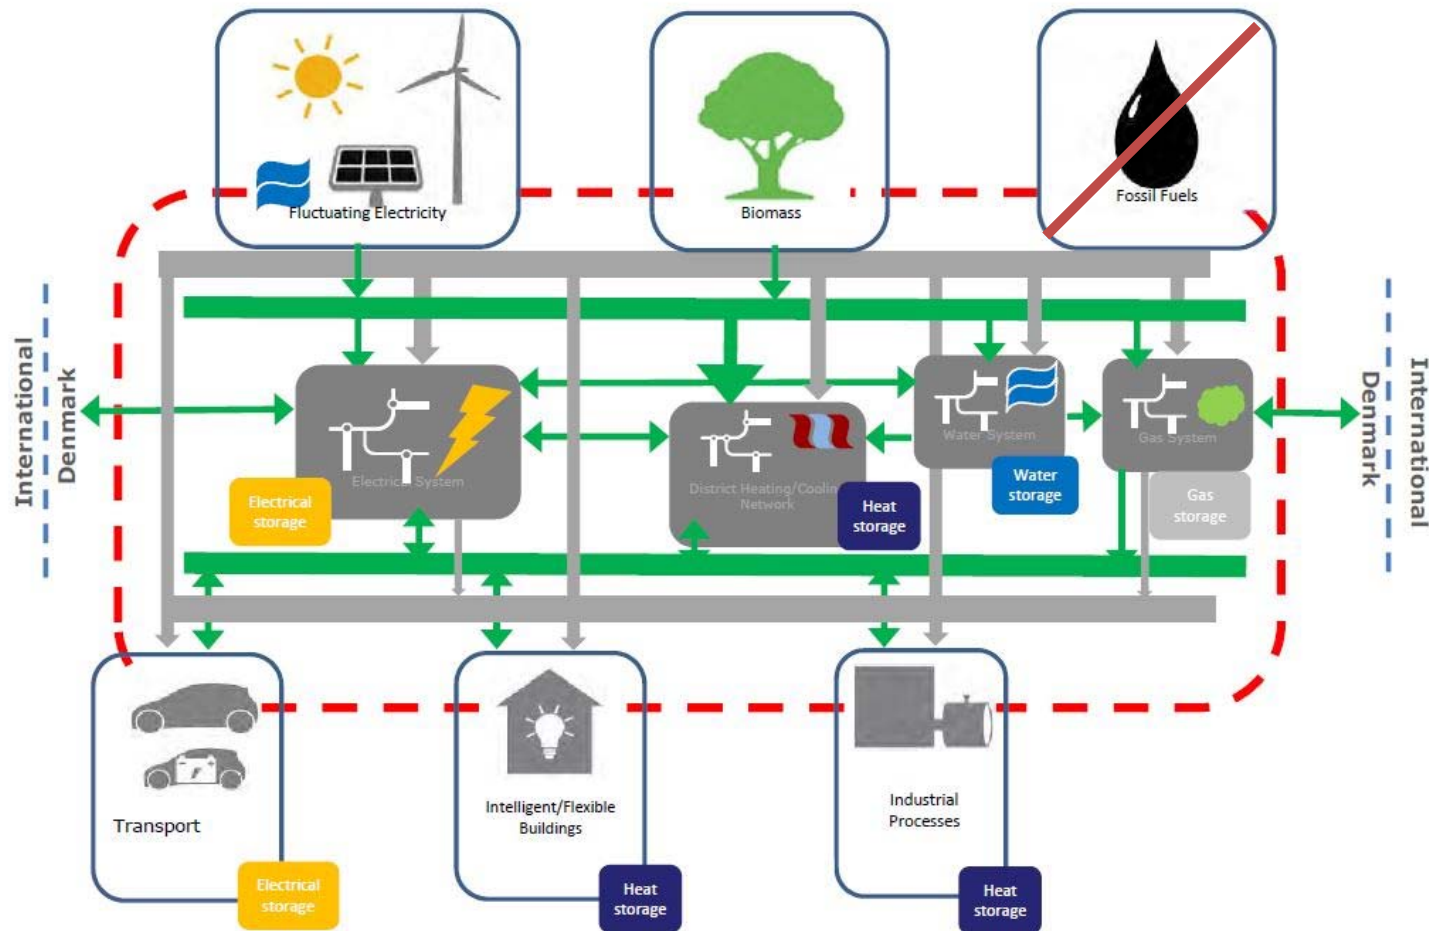 Fluctuating Electricity
Biomass
Fossil Fuels
International
Denmark
Denmark
International
Electrical System
Electrical
storage
District Heating/Cooling
Network
Heat
storage
Water System
Water
storage
Gas System
Gas
storage
Transport
Electrical
storage
Intelligent/Flexible
Buildings
Heat
storage
Industrial
Processes
Heat
storage